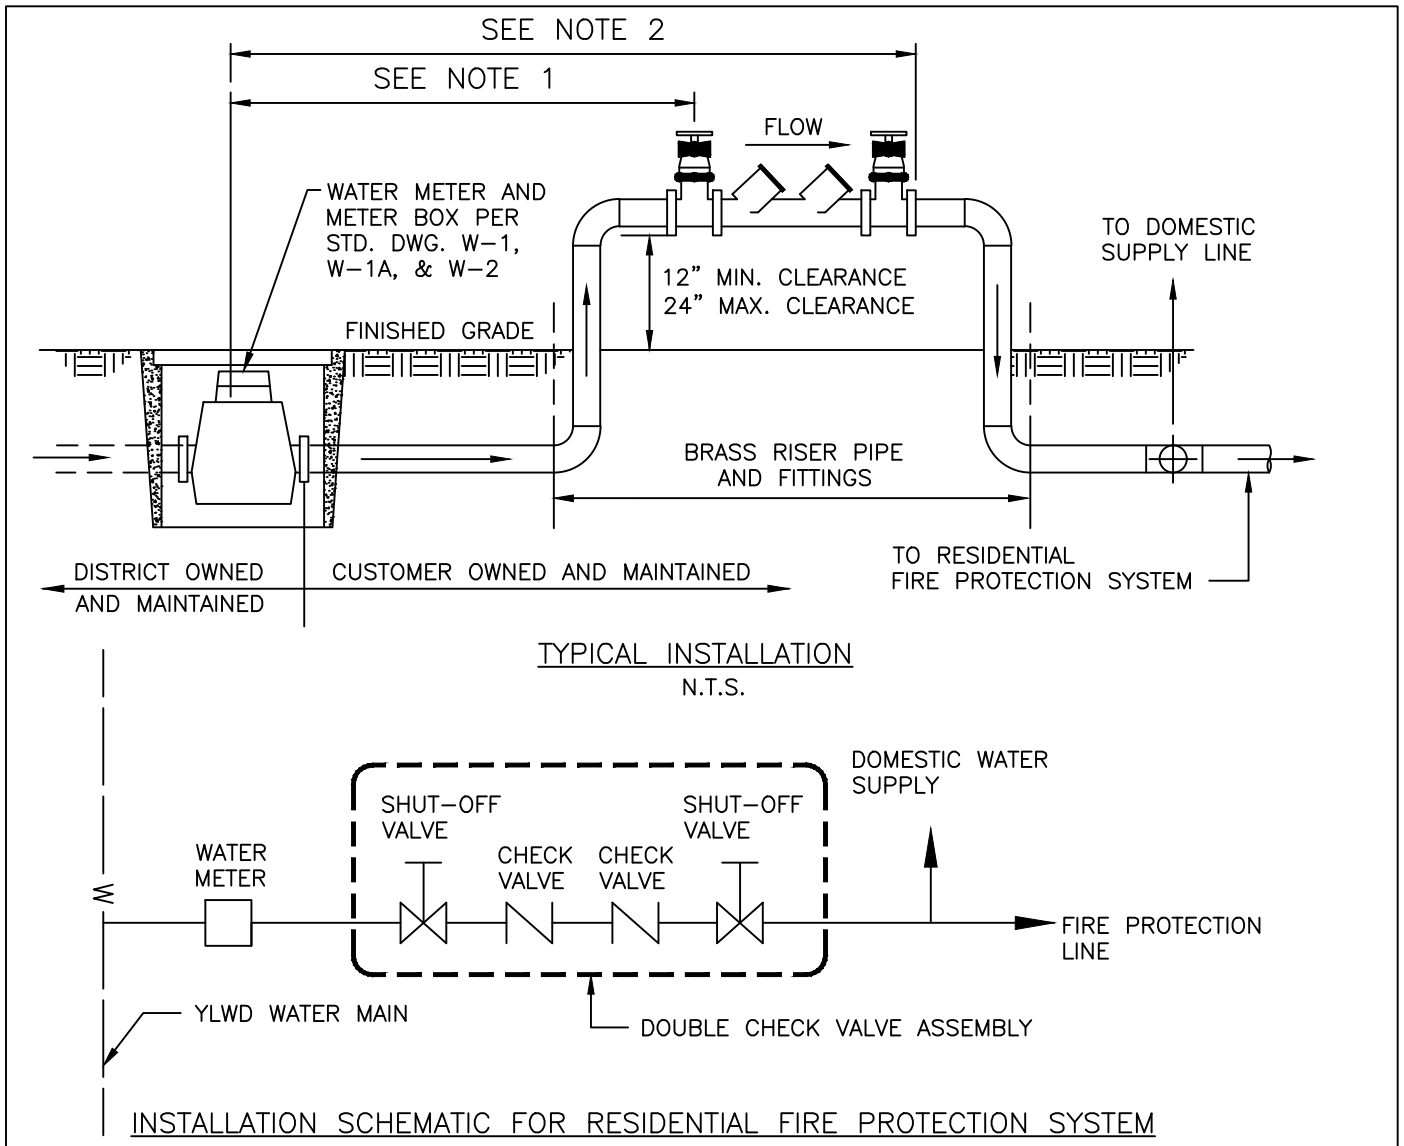 SEE NOTE 2
SEE NOTE 1
FLOW
WATER METER AND
METER BOX PER
STD. DWG. W-1,
W-1A, & W-2
TO DOMESTIC
SUPPLY LINE
12" MIN. CLEARANCE
24" MAX. CLEARANCE
FINISHED GRADE
BRASS RISER PIPE
AND FITTINGS
TO RESIDENTIAL
FIRE PROTECTION SYSTEM
DISTRICT OWNED
AND MAINTAINED
CUSTOMER OWNED AND MAINTAINED
TYPICAL INSTALLATION
N.T.S.
DOMESTIC WATER
SUPPLY
SHUT-OFF
VALVE
SHUT-OFF
VALVE
WATER
METER
CHECK
VALVE
CHECK
VALVE
FIRE PROTECTION
LINE
YLWD WATER MAIN
DOUBLE CHECK VALVE ASSEMBLY
INSTALLATION SCHEMATIC FOR RESIDENTIAL FIRE PROTECTION SYSTEM